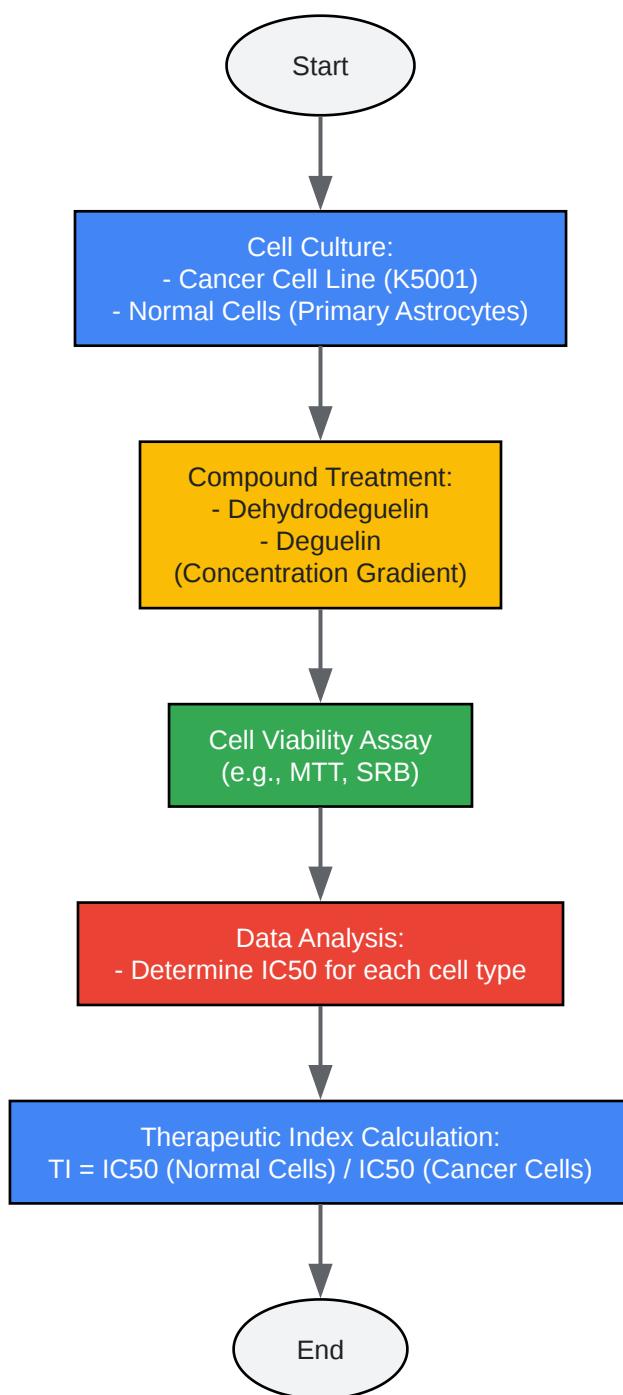 Start
Cell Culture:
- Cancer Cell Line (K5001)
- Normal Cells (Primary Astrocytes)
Compound Treatment:
- Dehydrodeguelin
- Deguelin
(Concentration Gradient)
Cell Viability Assay
(e.g., MTT, SRB)
Data Analysis:
- Determine IC50 for each cell type
Therapeutic Index Calculation:
TI = IC50 (Normal Cells) / IC50 (Cancer Cells)
End